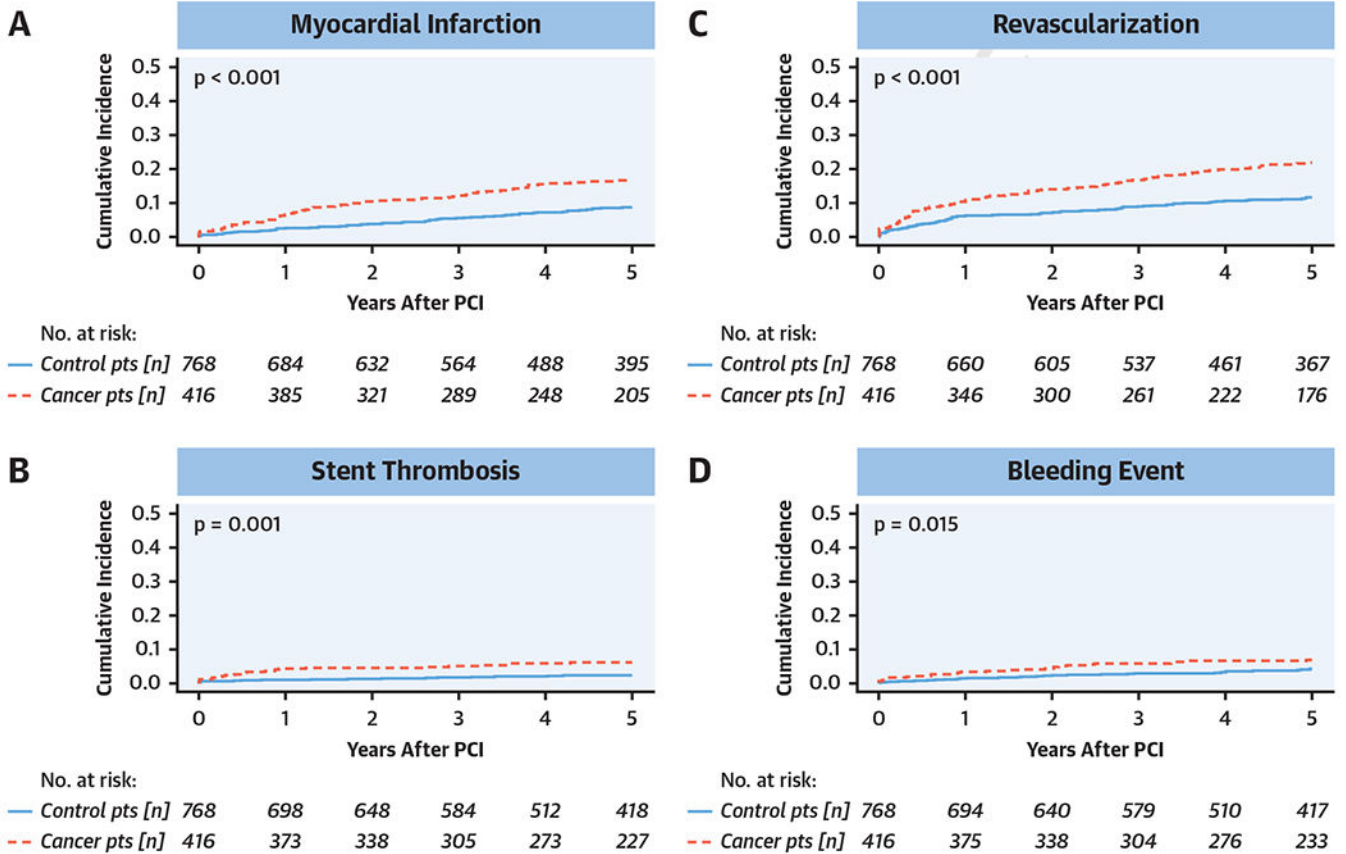 A
Myocardial Infarction
p < 0.001
Cumulative Incidence
0.5
0.4
0.3
0.2
0.1
0.0
0 1 2 3 4 5
Years After PCI
No. at risk:
Control pts [n] 768 684 632 564 488 395
Cancer pts [n] 416 385 321 289 248 205
C
Revascularization
p < 0.001
Cumulative Incidence
0.5
0.4
0.3
0.2
0.1
0.0
0 1 2 3 4 5
Years After PCI
No. at risk:
Control pts [n] 768 660 605 537 461 367
Cancer pts [n] 416 346 300 261 222 176
B
Stent Thrombosis
p = 0.001
Cumulative Incidence
0.5
0.4
0.3
0.2
0.1
0.0
0 1 2 3 4 5
Years After PCI
No. at risk:
Control pts [n] 768 698 648 584 512 418
Cancer pts [n] 416 373 338 305 273 227
D
Bleeding Event
p = 0.015
Cumulative Incidence
0.5
0.4
0.3
0.2
0.1
0.0
0 1 2 3 4 5
Years After PCI
No. at risk:
Control pts [n] 768 694 640 579 510 417
Cancer pts [n] 416 375 338 304 276 233